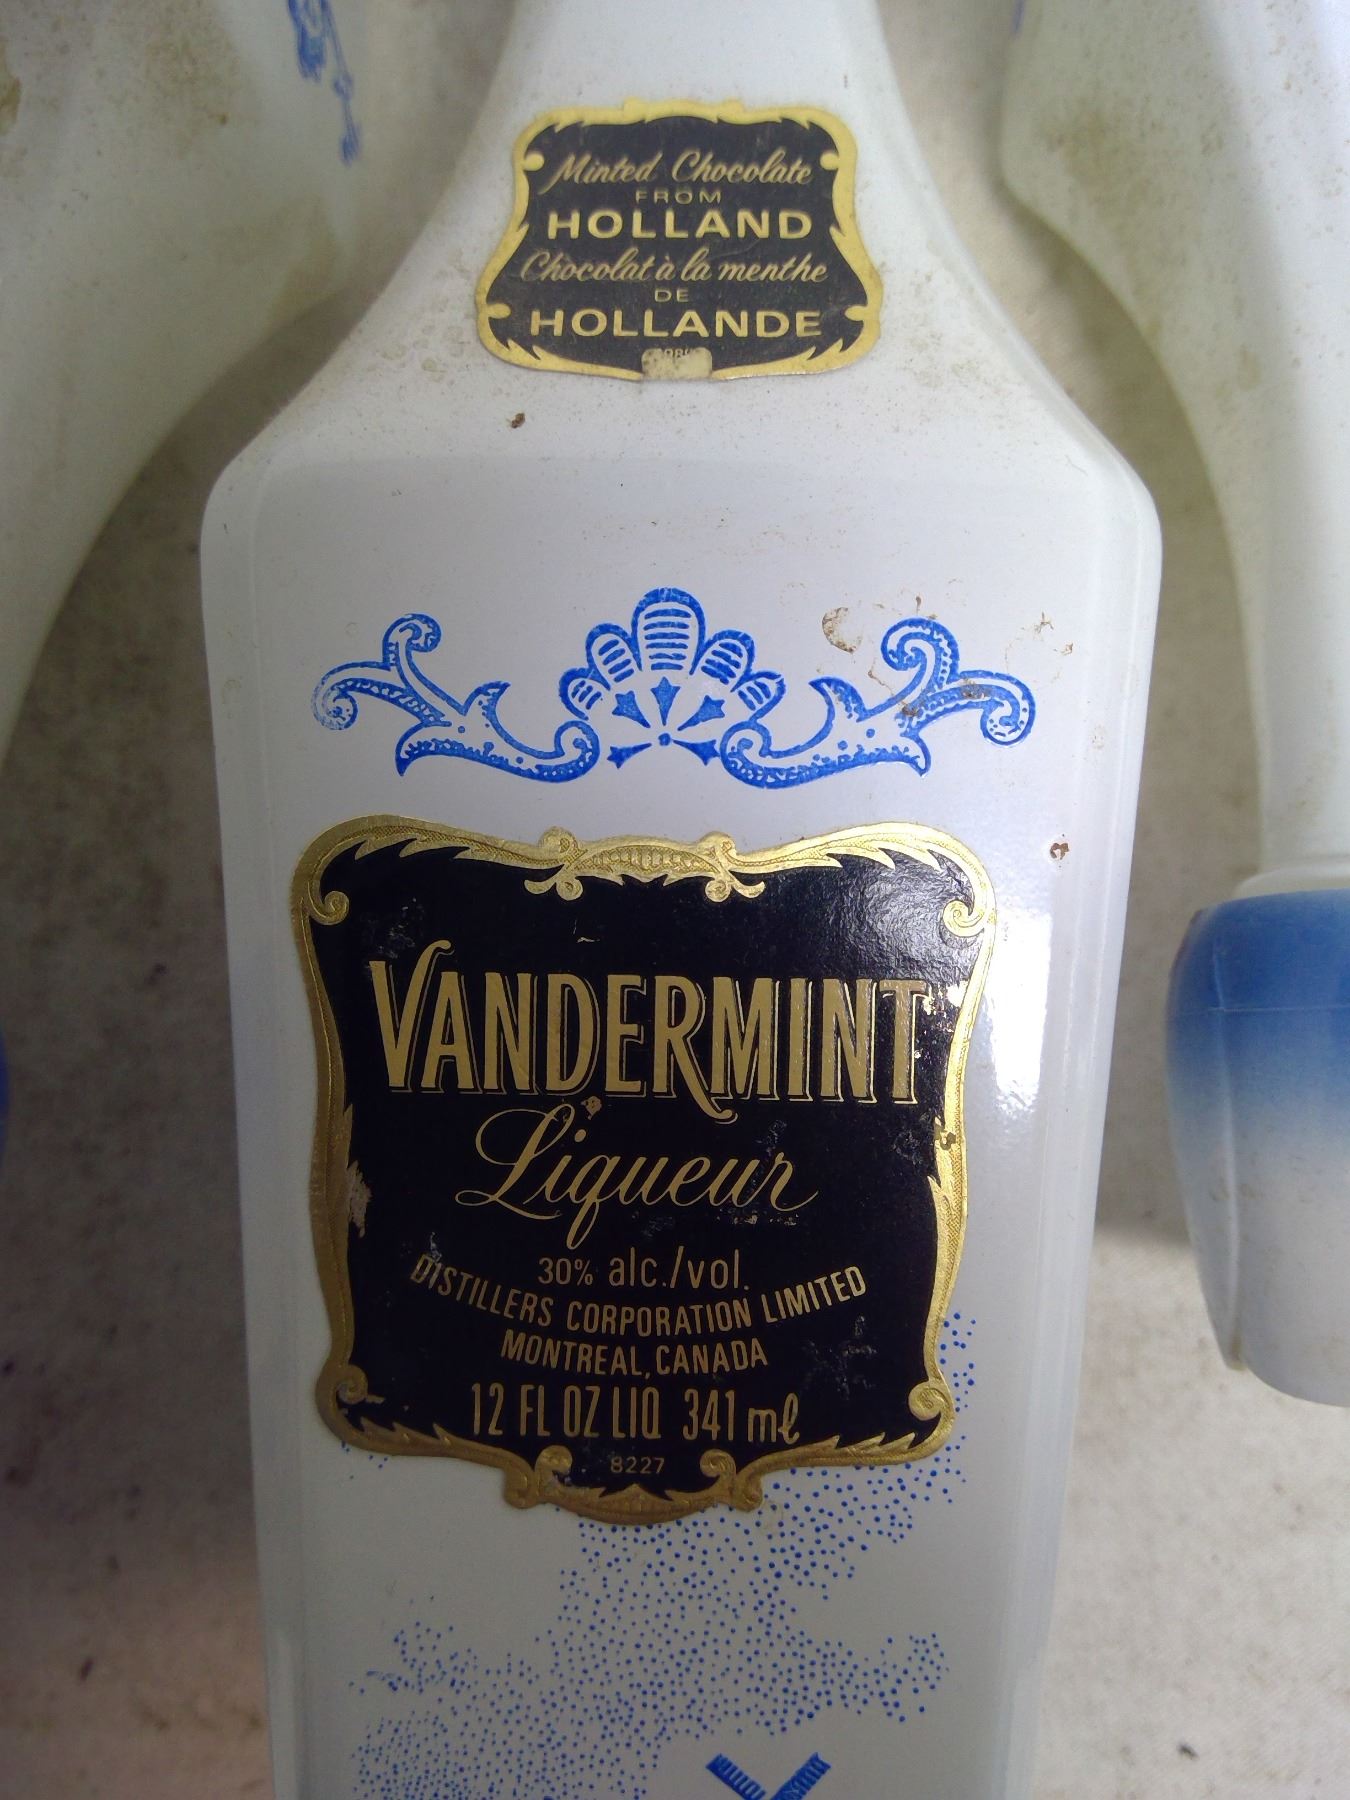 Minted Chocolate
FROM
HOLLAND
Chocolat à la menthe
DE
HOLLANDE
VANDERMINT
Liqueur
30% alc./vol.
DISTILLERS CORPORATION LIMITED
MONTREAL, CANADA
12 FL OZ LIQ 341 ml
8227